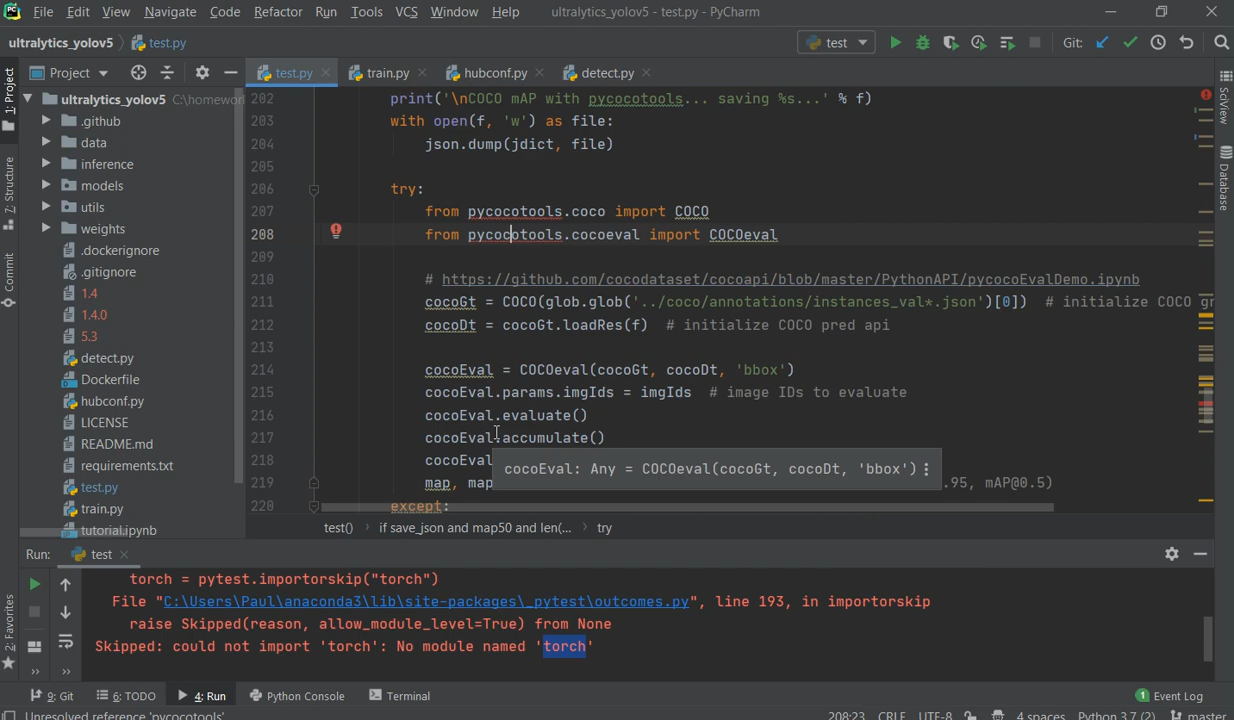 File Edit View Navigate Code Refactor Run Tools VCS Window Help ultralytics_yolov5 - test.py - PyCharm
ultralytics_yolov5 test.py test Git:
Project test.py train.py hubconf.py detect.py
1: Project
7: Structure
Commit
2: Favorites
SciView
Database
ultralytics_yolov5 C:\homewor
.github
data
inference
models
utils
weights
.dockerignore
.gitignore
1.4
1.4.0
5.3
detect.py
Dockerfile
hubconf.py
LICENSE
README.md
requirements.txt
test.py
train.py
tutorial.ipynb
202 print('\nCOCO mAP with pycocotools... saving %s...' % f)
203 with open(f, 'w') as file:
204 json.dump(jdict, file)
205
206 try:
207 from pycocotools.coco import COCO
208 from pycocotools.cocoeval import COCOeval
209
210 # https://github.com/cocodataset/cocoapi/blob/master/PythonAPI/pycocoEvalDemo.ipynb
211 cocoGt = COCO(glob.glob('../coco/annotations/instances_val*.json')[0]) # initialize COCO gr
212 cocoDt = cocoGt.loadRes(f) # initialize COCO pred api
213
214 cocoEval = COCOeval(cocoGt, cocoDt, 'bbox')
215 cocoEval.params.imgIds = imgIds # image IDs to evaluate
216 cocoEval.evaluate()
217 cocoEval.accumulate()
218 cocoEval
cocoEval: Any = COCOeval(cocoGt, cocoDt, 'bbox')
219 map, map .95, mAP@0.5)
220 except:
test() if save_json and map50 and len(... try
Run: test
torch = pytest.importorskip("torch")
File "C:\Users\Paul\anaconda3\lib\site-packages\_pytest\outcomes.py", line 193, in importorskip
raise Skipped(reason, allow_module_level=True) from None
Skipped: could not import 'torch': No module named 'torch'
9: Git 6: TODO 4: Run Python Console Terminal 1 Event Log
Unresolved reference 'pycocotools' 208:23 CRLF UTF-8 4 spaces Python 3.7 (2) master